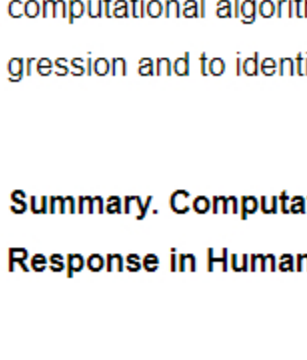 computational algorit
gression and to identi
Summary. Computa
Response in Human